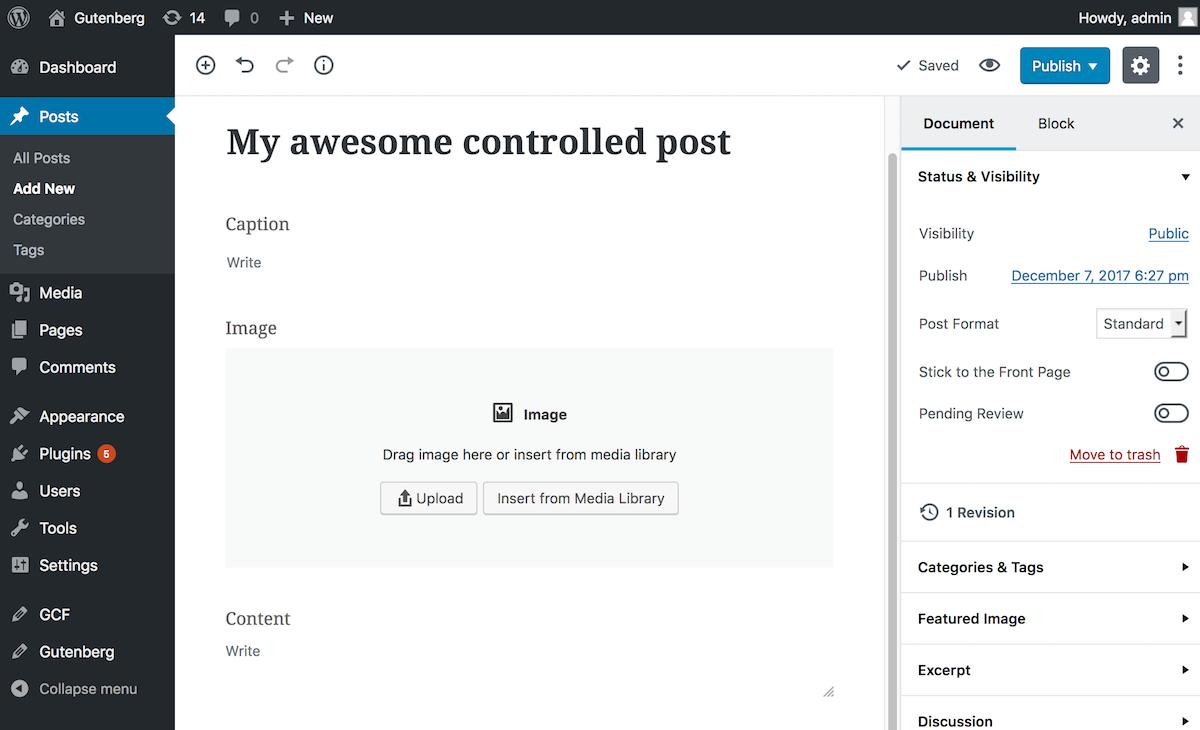 Gutenberg 14 0 New Howdy, admin
Dashboard
Posts
All Posts
Add New
Categories
Tags
Media
Pages
Comments
Appearance
Plugins 5
Users
Tools
Settings
GCF
Gutenberg
Collapse menu
Saved Publish
My awesome controlled post
Caption
Write
Image
Image
Drag image here or insert from media library
Upload Insert from Media Library
Content
Write
Document Block
Status & Visibility
Visibility Public
Publish December 7, 2017 6:27 pm
Post Format Standard
Stick to the Front Page
Pending Review
Move to trash
1 Revision
Categories & Tags
Featured Image
Excerpt
Discussion